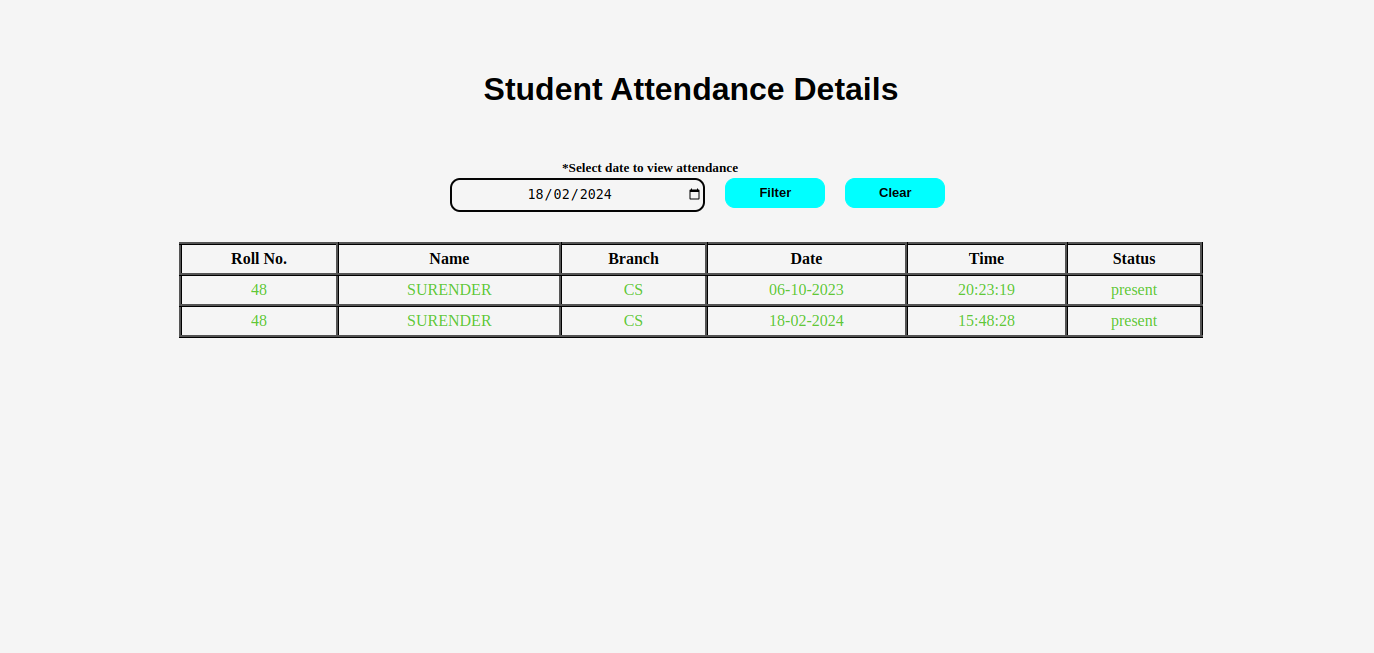 Student Attendance Details
*Select date to view attendance
18/02/2024 Filter Clear
Roll No. Name Branch Date Time Status
48 SURENDER CS 06-10-2023 20:23:19 present
48 SURENDER CS 18-02-2024 15:48:28 present